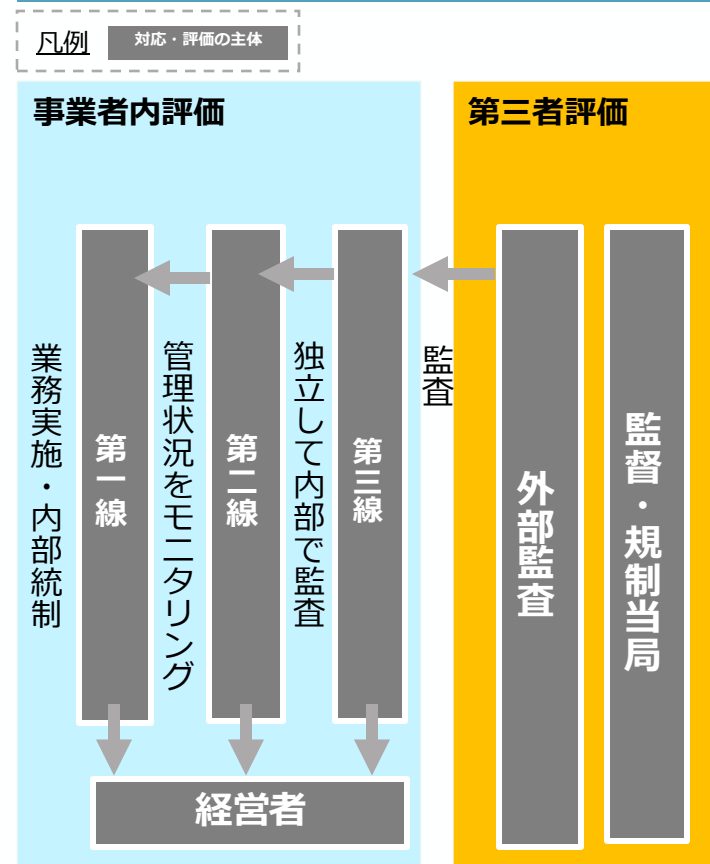 凡例
対応・評価の主体
事業者内評価
第三者評価
業務実施・内部統制
第一線
管理状況をモニタリング
第二線
独立して内部で監査
第三線
監査
外部監査
監督・規制当局
経営者